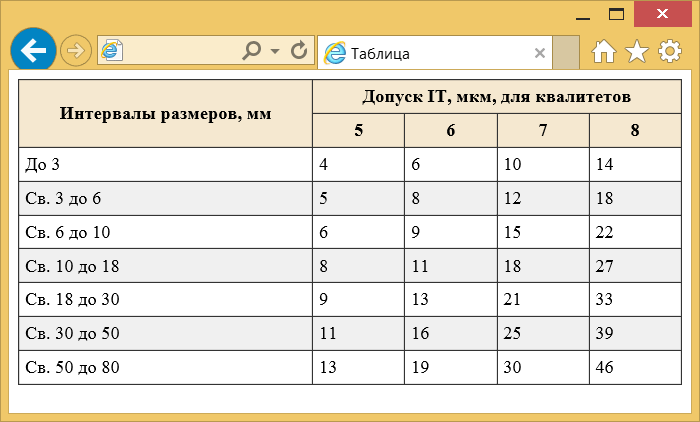 Таблица
Интервалы размеров, мм
Допуск IT, мкм, для квалитетов
5 6 7 8
До 3 4 6 10 14
Св. 3 до 6 5 8 12 18
Св. 6 до 10 6 9 15 22
Св. 10 до 18 8 11 18 27
Св. 18 до 30 9 13 21 33
Св. 30 до 50 11 16 25 39
Св. 50 до 80 13 19 30 46